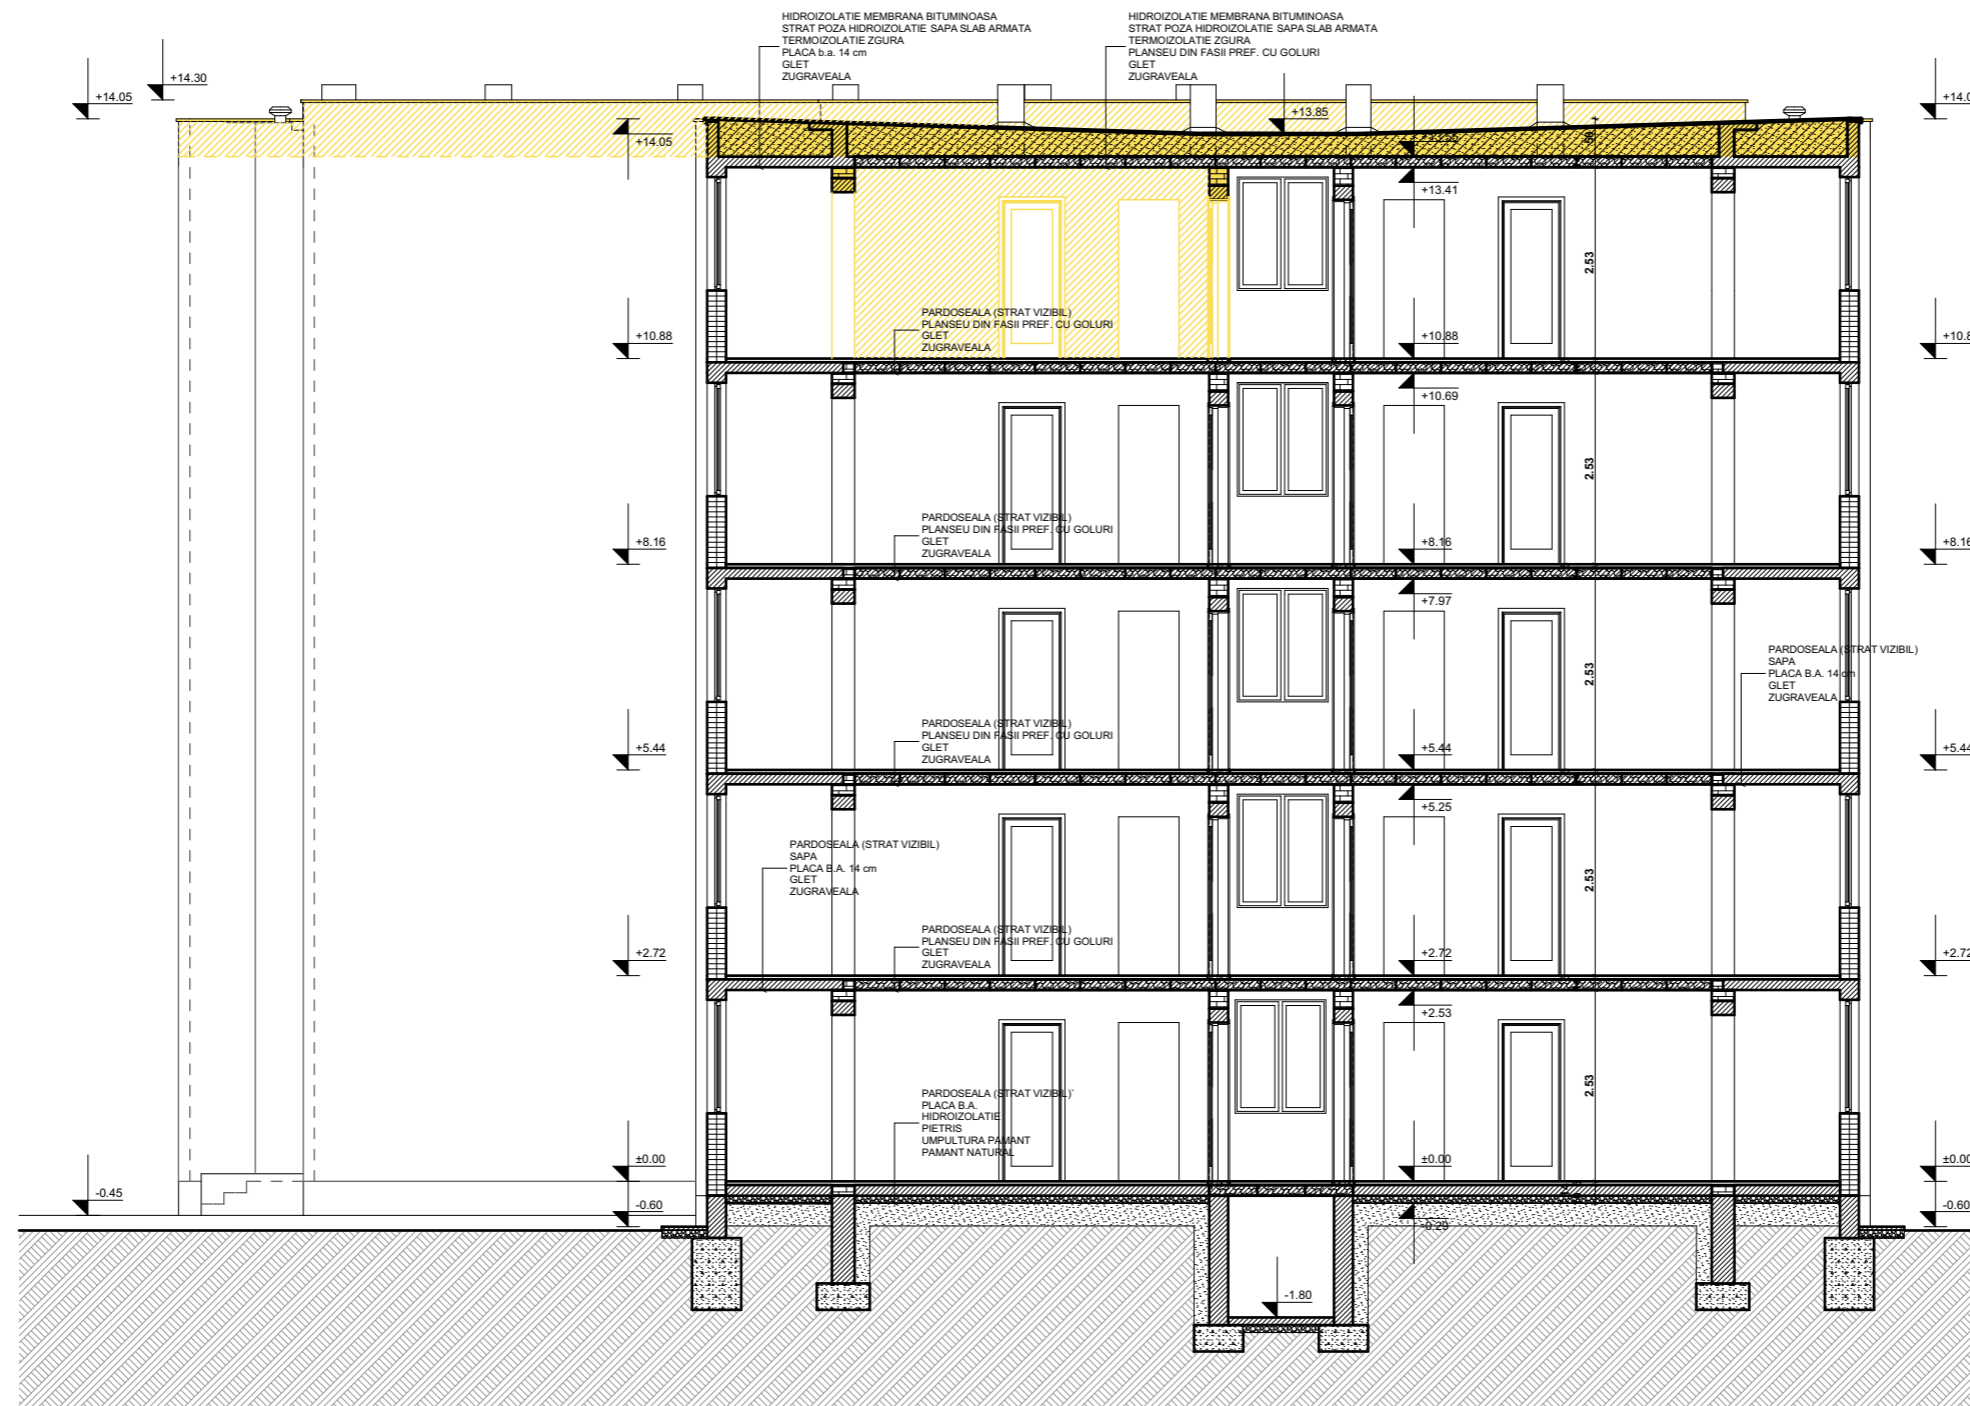 HIDROIZOLATIE MEMBRANA BITUMINOASA
STRAT POZA HIDROIZOLATIE SAPA SLAB ARMATA
TERMOIZOLATIE ZGURA
PLACA b.a. 14 cm
GLET
ZUGRAVEALA
HIDROIZOLATIE MEMBRANA BITUMINOASA
STRAT POZA HIDROIZOLATIE SAPA SLAB ARMATA
TERMOIZOLATIE ZGURA
PLANSEU DIN FASII PREF. CU GOLURI
GLET
ZUGRAVEALA
+14.30
+14.05
+14.0
+13.85
+14.05
+13.41
2.53
PARDOSEALA (STRAT VIZIBIL)
PLANSEU DIN FASII PREF. CU GOLURI
GLET
ZUGRAVEALA
+10.88
+10.88
+10.8
+10.69
2.53
PARDOSEALA (STRAT VIZIBIL)
PLANSEU DIN FASII PREF. CU GOLURI
GLET
ZUGRAVEALA
+8.16
+8.16
+8.16
+7.97
2.53
PARDOSEALA (STRAT VIZIBIL)
SAPA
PLACA B.A. 14 cm
GLET
ZUGRAVEALA
PARDOSEALA (STRAT VIZIBIL)
PLANSEU DIN FASII PREF. CU GOLURI
GLET
ZUGRAVEALA
+5.44
+5.44
+5.44
+5.25
2.53
PARDOSEALA (STRAT VIZIBIL)
SAPA
PLACA B.A. 14 cm
GLET
ZUGRAVEALA
PARDOSEALA (STRAT VIZIBIL)
PLANSEU DIN FASII PREF. CU GOLURI
GLET
ZUGRAVEALA
+2.72
+2.72
+2.72
+2.53
2.53
PARDOSEALA (STRAT VIZIBIL)`
PLACA B.A.
HIDROIZOLATIE
PIETRIS
UMPULTURA PAMANT
PAMANT NATURAL
±0.00
±0.00
±0.00
-0.45
-0.60
-0.60
-0.29
-1.80